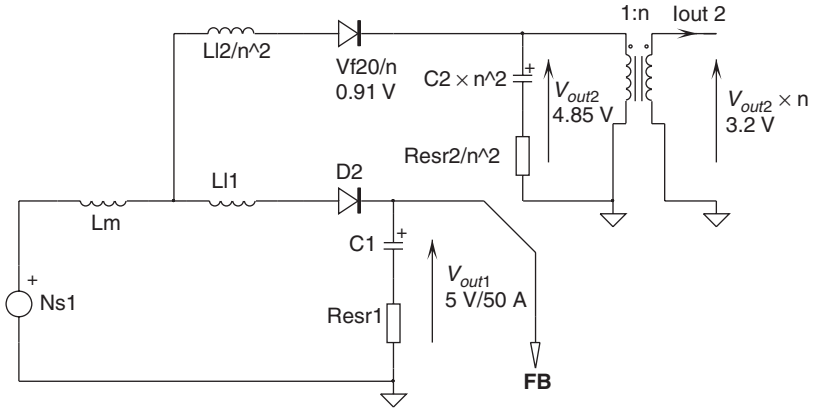 1:n
Iout 2
Ll2/n^2
Vf20/n
0.91 V
C2 × n^2
+
Vout2
4.85 V
Vout2 × n
3.2 V
Resr2/n^2
D2
Ll1
Lm
C1
+
Vout1
5 V/50 A
+
Ns1
Resr1
FB